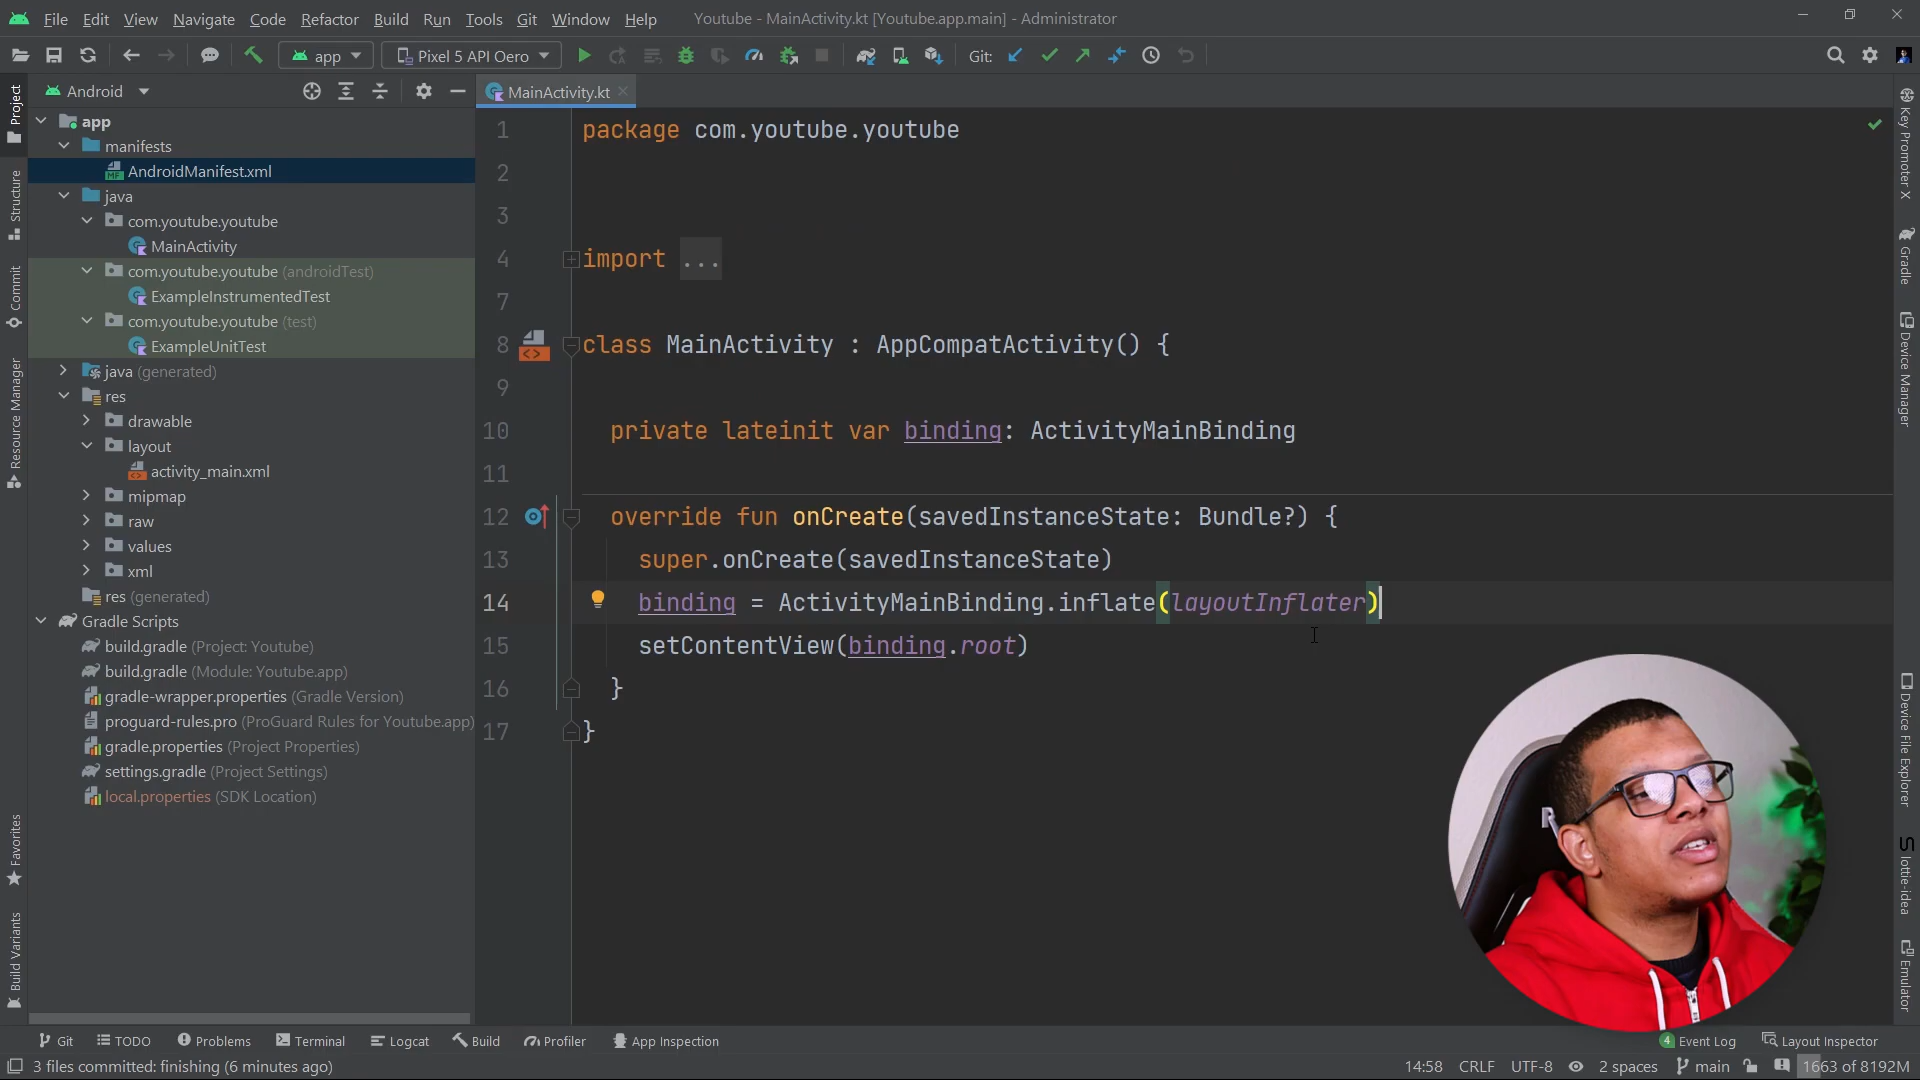 File Edit View Navigate Code Refactor Build Run Tools Git Window Help Youtube - MainActivity.kt [Youtube.app.main] - Administrator
app Pixel 5 API Oero Git:
Android MainActivity.kt
app
manifests
AndroidManifest.xml
java
com.youtube.youtube
MainActivity
com.youtube.youtube (androidTest)
ExampleInstrumentedTest
com.youtube.youtube (test)
ExampleUnitTest
java (generated)
res
drawable
layout
activity_main.xml
mipmap
raw
values
xml
res (generated)
Gradle Scripts
build.gradle (Project: Youtube)
build.gradle (Module: Youtube.app)
gradle-wrapper.properties (Gradle Version)
proguard-rules.pro (ProGuard Rules for Youtube.app)
gradle.properties (Project Properties)
settings.gradle (Project Settings)
local.properties (SDK Location)
1 package com.youtube.youtube
2
3
4 import ...
7
8 class MainActivity : AppCompatActivity() {
9
10 private lateinit var binding: ActivityMainBinding
11
12 override fun onCreate(savedInstanceState: Bundle?) {
13 super.onCreate(savedInstanceState)
14 binding = ActivityMainBinding.inflate(layoutInflater)
15 setContentView(binding.root)
16 }
17 }
Project
Structure
Commit
Resource Manager
Favorites
Build Variants
Key Promoter X
Gradle
Device Manager
Device File Explorer
lottie-idea
Emulator
Git TODO Problems Terminal Logcat Build Profiler App Inspection 4 Event Log Layout Inspector
3 files committed: finishing (6 minutes ago) 14:58 CRLF UTF-8 2 spaces main 1663 of 8192M